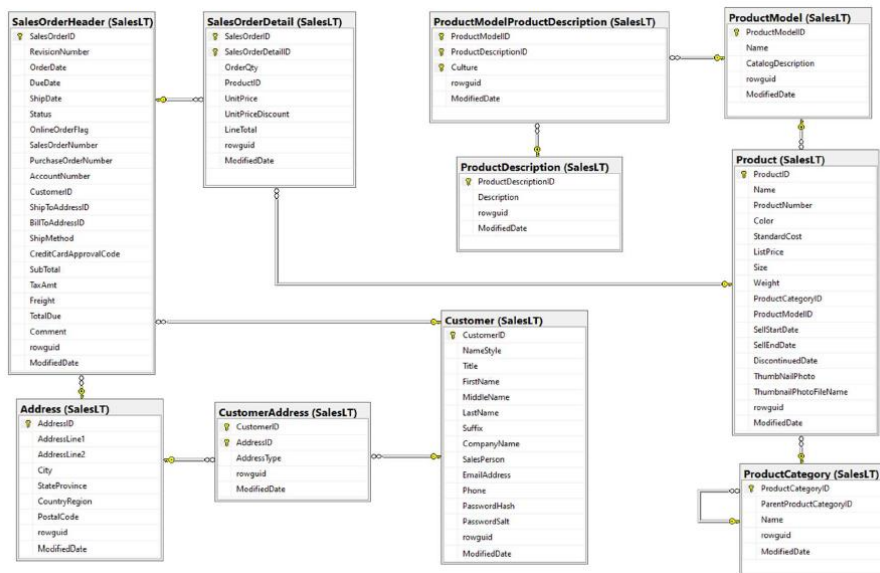 SalesOrderHeader (SalesLT)
SalesOrderID
RevisionNumber
OrderDate
DueDate
ShipDate
Status
OnlineOrderFlag
SalesOrderNumber
PurchaseOrderNumber
AccountNumber
CustomerID
ShipToAddressID
BillToAddressID
ShipMethod
CreditCardApprovalCode
SubTotal
TaxAmt
Freight
TotalDue
Comment
rowguid
ModifiedDate
SalesOrderDetail (SalesLT)
SalesOrderID
SalesOrderDetailID
OrderQty
ProductID
UnitPrice
UnitPriceDiscount
LineTotal
rowguid
ModifiedDate
ProductModelProductDescription (SalesLT)
ProductModelID
ProductDescriptionID
Culture
rowguid
ModifiedDate
ProductModel (SalesLT)
ProductModelID
Name
CatalogDescription
rowguid
ModifiedDate
ProductDescription (SalesLT)
ProductDescriptionID
Description
rowguid
ModifiedDate
Product (SalesLT)
ProductID
Name
ProductNumber
Color
StandardCost
ListPrice
Size
Weight
ProductCategoryID
ProductModelID
SellStartDate
SellEndDate
DiscontinuedDate
ThumbNailPhoto
ThumbnailPhotoFileName
rowguid
ModifiedDate
Customer (SalesLT)
CustomerID
NameStyle
Title
FirstName
MiddleName
LastName
Suffix
CompanyName
SalesPerson
EmailAddress
Phone
PasswordHash
PasswordSalt
rowguid
ModifiedDate
Address (SalesLT)
AddressID
AddressLine1
AddressLine2
City
StateProvince
CountryRegion
PostalCode
rowguid
ModifiedDate
CustomerAddress (SalesLT)
CustomerID
AddressID
AddressType
rowguid
ModifiedDate
ProductCategory (SalesLT)
ProductCategoryID
ParentProductCategoryID
Name
rowguid
ModifiedDate